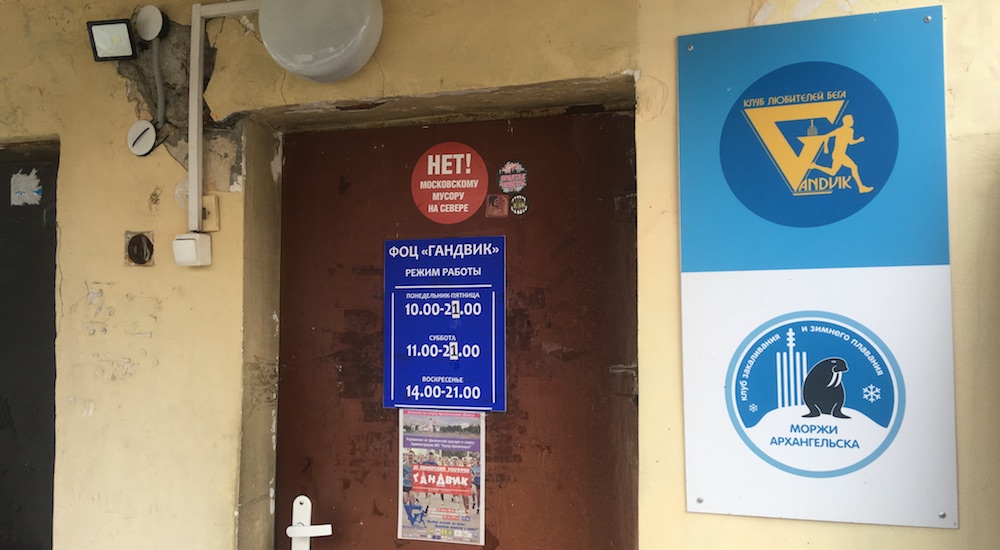 НЕТ!
МОСКОВСКОМУ
МУСОРУ
НА СЕВЕРЕ
ФОЦ «ГАНДВИК»
РЕЖИМ РАБОТЫ
ПОНЕДЕЛЬНИК-ПЯТНИЦА
10.00-21.00
СУББОТА
11.00-21.00
ВОСКРЕСЕНЬЕ
14.00-21.00
ГАНДВИК
КЛУБ ЛЮБИТЕЛЕЙ БЕГА
GANDVIK
клуб закаливания и зимнего плавания
МОРЖИ
АРХАНГЕЛЬСКА